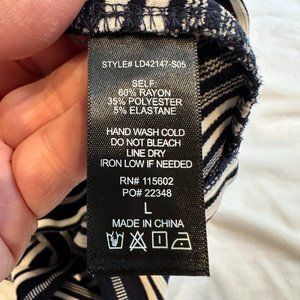 STYLE# LD42147-S05
SELF:
60% RAYON
35% POLYESTER
5% ELASTANE
HAND WASH COLD
DO NOT BLEACH
LINE DRY
IRON LOW IF NEEDED
RN# 115602
PO# 22348
L
MADE IN CHINA